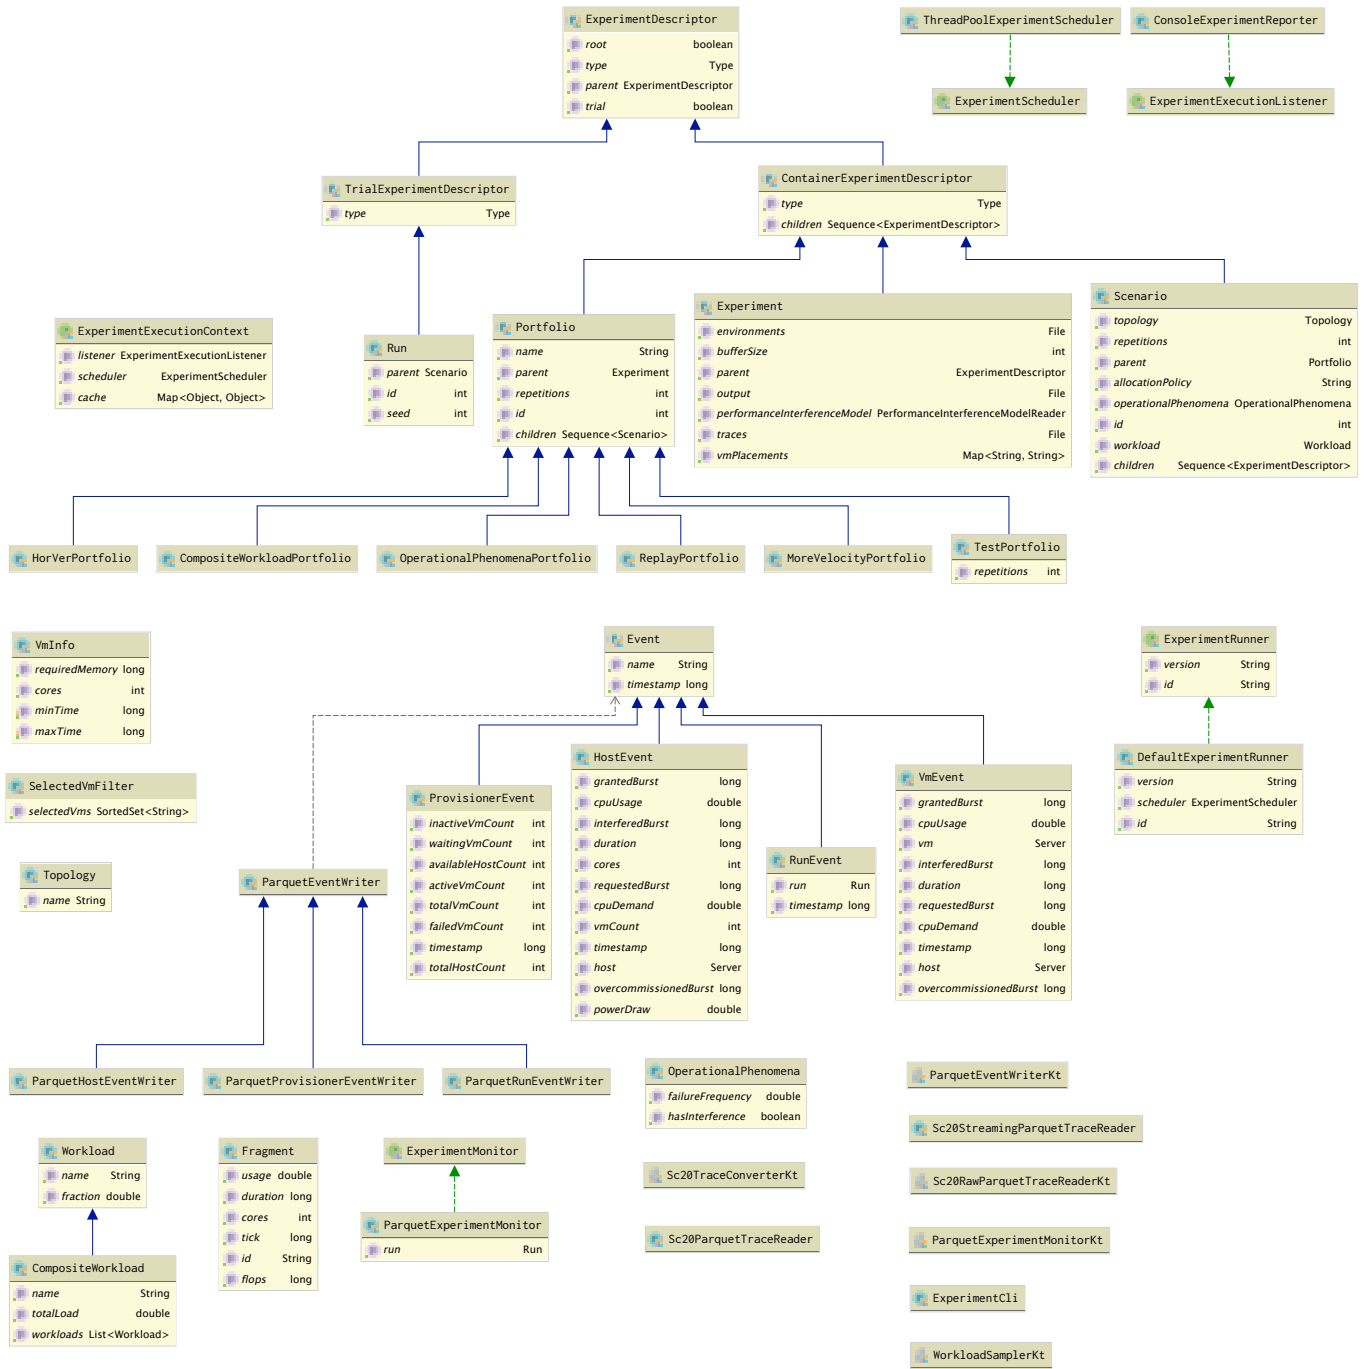 ExperimentDescriptor
root boolean
type Type
parent ExperimentDescriptor
trial boolean
ThreadPoolExperimentScheduler
ExperimentScheduler
ConsoleExperimentReporter
ExperimentExecutionListener
TrialExperimentDescriptor
type Type
ContainerExperimentDescriptor
type Type
children Sequence<ExperimentDescriptor>
ExperimentExecutionContext
listener ExperimentExecutionListener
scheduler ExperimentScheduler
cache Map<Object, Object>
Run
parent Scenario
id int
seed int
Portfolio
name String
parent Experiment
repetitions int
id int
children Sequence<Scenario>
Experiment
environments File
bufferSize int
parent ExperimentDescriptor
output File
performanceInterferenceModel PerformanceInterferenceModelReader
traces File
vmPlacements Map<String, String>
Scenario
topology Topology
repetitions int
parent Portfolio
allocationPolicy String
operationalPhenomena OperationalPhenomena
id int
workload Workload
children Sequence<ExperimentDescriptor>
HorVerPortfolio
CompositeWorkloadPortfolio
OperationalPhenomenaPortfolio
ReplayPortfolio
MoreVelocityPortfolio
TestPortfolio
repetitions int
VmInfo
requiredMemory long
cores int
minTime long
maxTime long
Event
name String
timestamp long
ExperimentRunner
version String
id String
SelectedVmFilter
selectedVms SortedSet<String>
Topology
name String
ParquetEventWriter
ProvisionerEvent
inactiveVmCount int
waitingVmCount int
availableHostCount int
activeVmCount int
totalVmCount int
failedVmCount int
timestamp long
totalHostCount int
HostEvent
grantedBurst long
cpuUsage double
interferedBurst long
duration long
cores int
requestedBurst long
cpuDemand double
vmCount int
timestamp long
host Server
overcommissionedBurst long
powerDraw double
RunEvent
run Run
timestamp long
VmEvent
grantedBurst long
cpuUsage double
vm Server
interferedBurst long
duration long
requestedBurst long
cpuDemand double
timestamp long
host Server
overcommissionedBurst long
DefaultExperimentRunner
version String
scheduler ExperimentScheduler
id String
ParquetHostEventWriter
ParquetProvisionerEventWriter
ParquetRunEventWriter
OperationalPhenomena
failureFrequency double
hasInterference boolean
ParquetEventWriterKt
Sc20StreamingParquetTraceReader
Workload
name String
fraction double
Fragment
usage double
duration long
cores int
tick long
id String
flops long
ExperimentMonitor
ParquetExperimentMonitor
run Run
Sc20TraceConverterKt
Sc20RawParquetTraceReaderKt
Sc20ParquetTraceReader
ParquetExperimentMonitorKt
CompositeWorkload
name String
totalLoad double
workloads List<Workload>
ExperimentCli
WorkloadSamplerKt